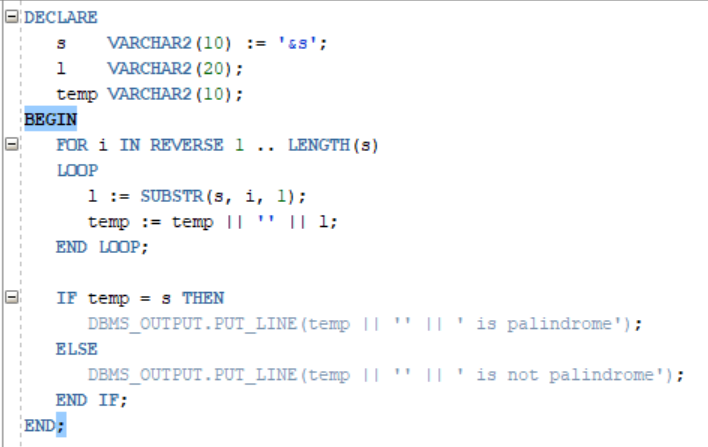 DECLARE
s VARCHAR2(10) := '&s';
l VARCHAR2(20);
temp VARCHAR2(10);
BEGIN
FOR i IN REVERSE 1 .. LENGTH(s)
LOOP
l := SUBSTR(s, i, 1);
temp := temp || '' || l;
END LOOP;
IF temp = s THEN
DBMS_OUTPUT.PUT_LINE(temp || '' || ' is palindrome');
ELSE
DBMS_OUTPUT.PUT_LINE(temp || '' || ' is not palindrome');
END IF;
END;